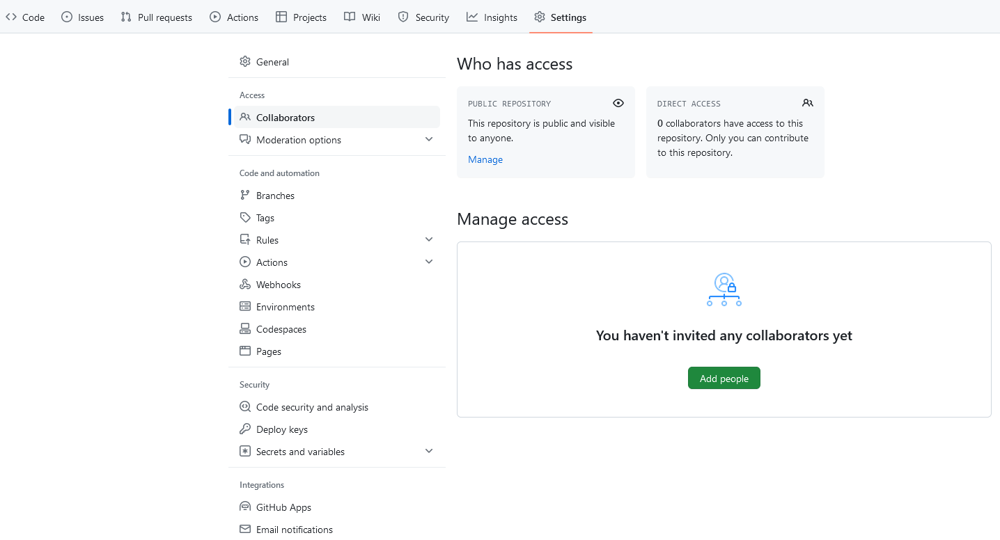 Code Issues Pull requests Actions Projects Wiki Security Insights Settings
General
Access
Collaborators
Moderation options
Code and automation
Branches
Tags
Rules
Actions
Webhooks
Environments
Codespaces
Pages
Security
Code security and analysis
Deploy keys
Secrets and variables
Integrations
GitHub Apps
Email notifications
Who has access
PUBLIC REPOSITORY
This repository is public and visible
to anyone.
Manage
DIRECT ACCESS
0 collaborators have access to this
repository. Only you can contribute
to this repository.
Manage access
You haven't invited any collaborators yet
Add people